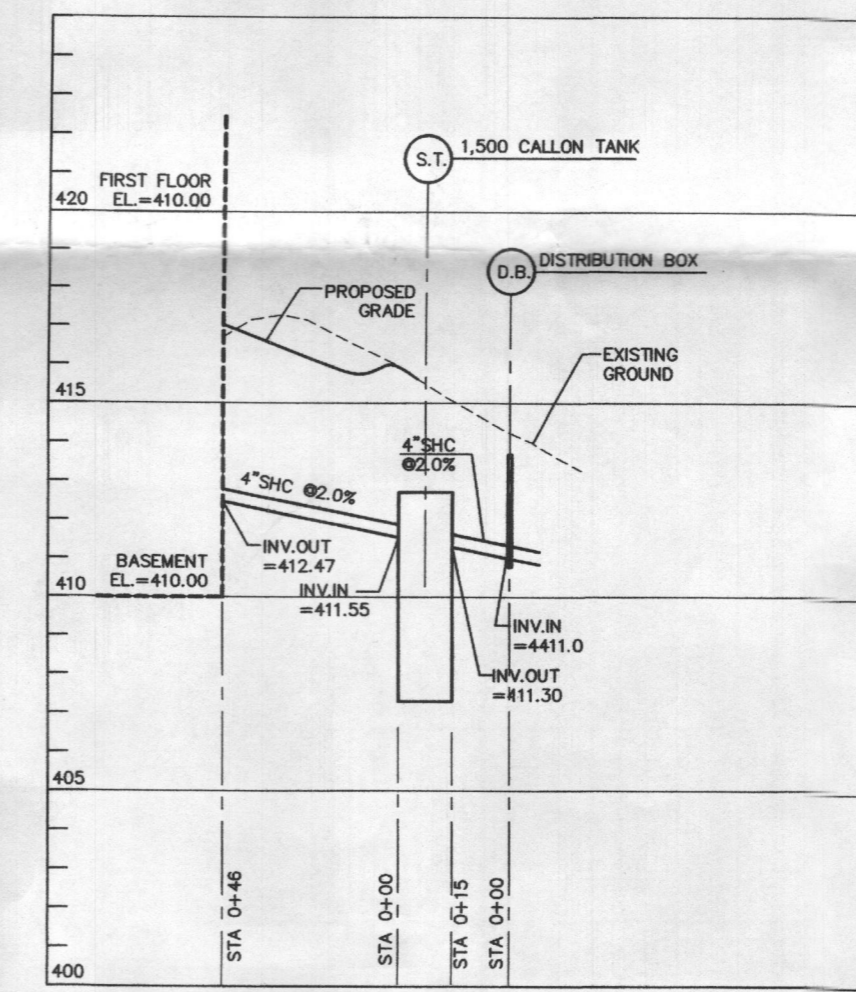 S.T.
1,500 CALLON TANK
FIRST FLOOR
EL.=410.00
420
D.B.
DISTRIBUTION BOX
PROPOSED
GRADE
EXISTING
GROUND
415
4"SHC
@2.0%
4"SHC @2.0%
INV.OUT
=412.47
BASEMENT
EL.=410.00
410
INV.IN
=411.55
INV.IN
=4411.0
INV.OUT
=411.30
405
STA 0+46
STA 0+00
STA 0+15
STA 0+00
400